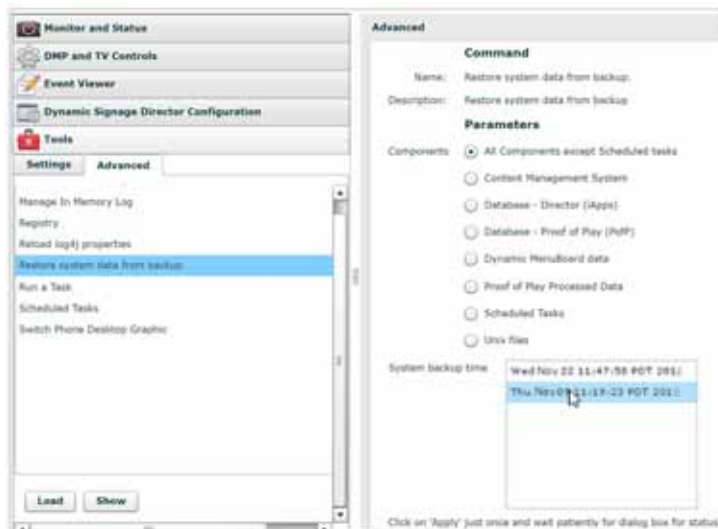 Monitor and Status
DMP and TV Controls
Event Viewer
Dynamic Signage Director Configuration
Tools
Settings
Advanced
Manage In Memory Log
Registry
Reload log4j properties
Restore system data from backup
Run a Task
Scheduled Tasks
Switch Phone Desktop Graphic
Load
Show
Advanced
Command
Name: Restore system data from backup.
Description: Restore system data from backup
Parameters
Components
All Components except Scheduled tasks
Content Management System
Database - Director (iApps)
Database - Proof of Play (PofP)
Dynamic MenuBoard data
Proof of Play Processed Data
Scheduled Tasks
Unix files
System backup time
Wed Nov 22 11:47:58 PDT 201
Thu Nov 11:19:23 PDT 201
Click on 'Apply' just once and wait patiently for dialog box for status